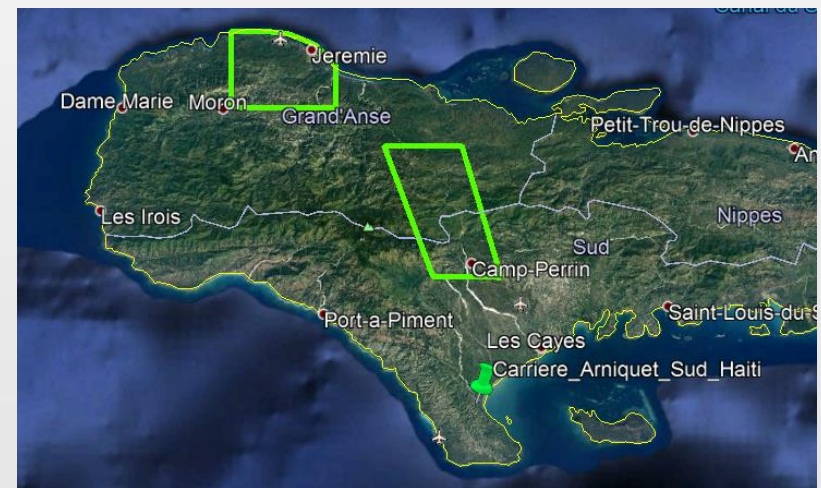 Jeremie
Dame Marie
Moron
Grand'Anse
Petit-Trou-de-Nippes
An
Les Irois
Nippes
Sud
Camp-Perrin
Port-a-Piment
Saint-Louis-du-S
Les Cayes
Carriere_Arniquet_Sud_Haiti